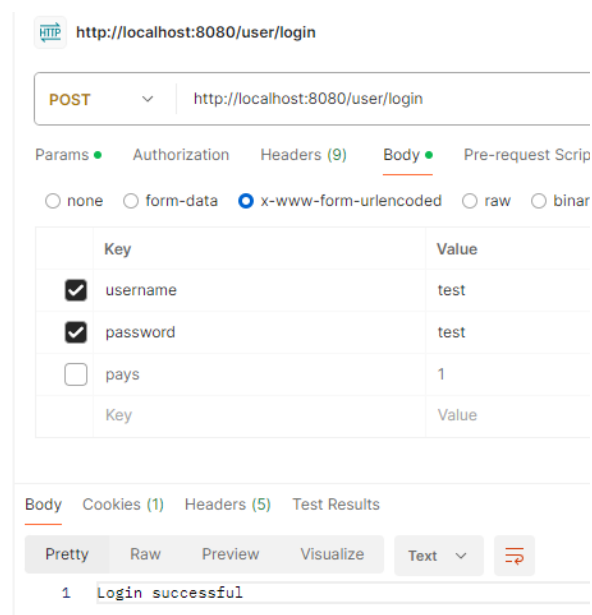 HTTP http://localhost:8080/user/login
POST http://localhost:8080/user/login
Params Authorization Headers (9) Body Pre-request Scrip
none form-data x-www-form-urlencoded raw binar
Key Value
username test
password test
pays 1
Key Value
Body Cookies (1) Headers (5) Test Results
Pretty Raw Preview Visualize Text
1 Login successful